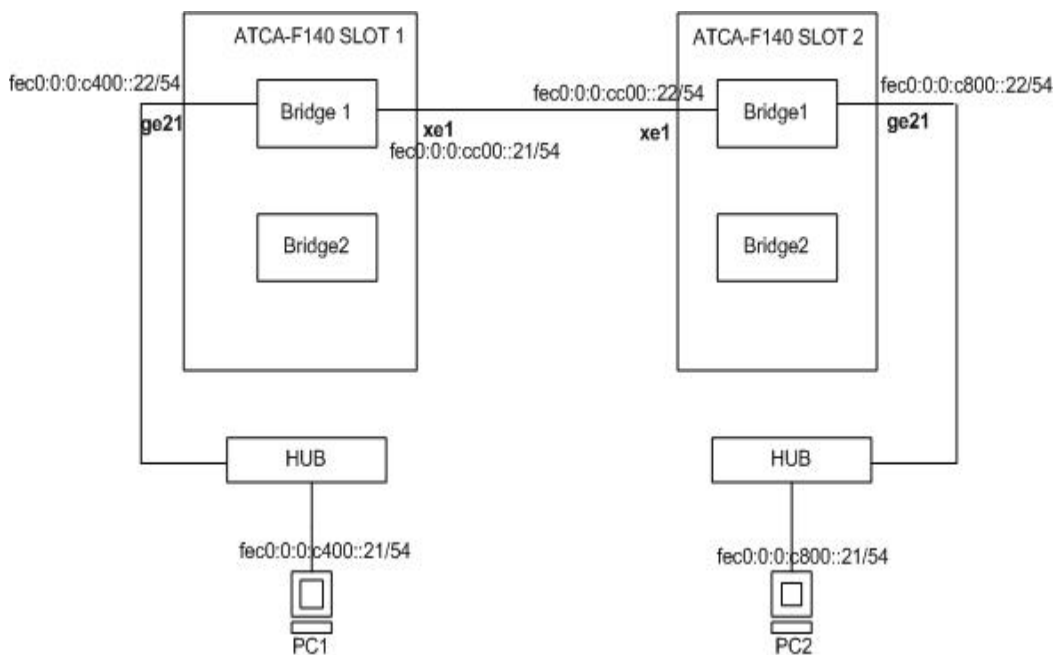 ATCA-F140 SLOT 1
ATCA-F140 SLOT 2
fec0:0:0:c400::22/54
fec0:0:0:cc00::22/54
fec0:0:0:c800::22/54
Bridge 1
Bridge1
ge21
xe1
xe1
ge21
fec0:0:0:cc00::21/54
Bridge2
Bridge2
HUB
HUB
fec0:0:0:c400::21/54
fec0:0:0:c800::21/54
PC1
PC2